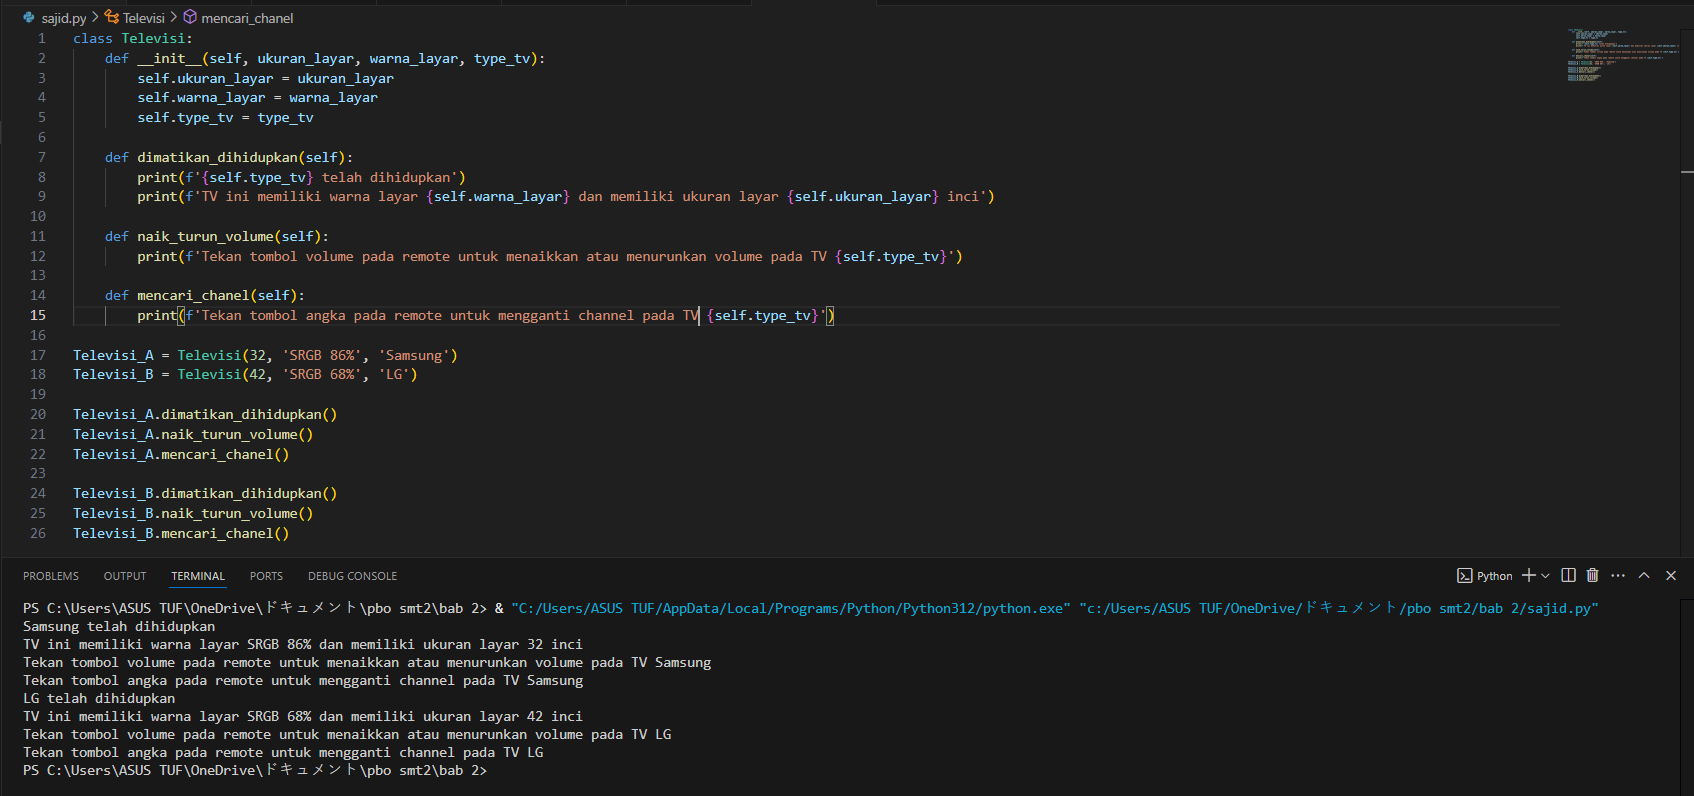 sajid.py > Televisi > mencari_chanel
1 class Televisi:
2     def __init__(self, ukuran_layar, warna_layar, type_tv):
3         self.ukuran_layar = ukuran_layar
4         self.warna_layar = warna_layar
5         self.type_tv = type_tv
6
7     def dimatikan_dihidupkan(self):
8         print(f'{self.type_tv} telah dihidupkan')
9         print(f'TV ini memiliki warna layar {self.warna_layar} dan memiliki ukuran layar {self.ukuran_layar} inci')
10
11     def naik_turun_volume(self):
12         print(f'Tekan tombol volume pada remote untuk menaikkan atau menurunkan volume pada TV {self.type_tv}')
13
14     def mencari_chanel(self):
15         print(f'Tekan tombol angka pada remote untuk mengganti channel pada TV {self.type_tv}')
16
17 Televisi_A = Televisi(32, 'SRGB 86%', 'Samsung')
18 Televisi_B = Televisi(42, 'SRGB 68%', 'LG')
19
20 Televisi_A.dimatikan_dihidupkan()
21 Televisi_A.naik_turun_volume()
22 Televisi_A.mencari_chanel()
23
24 Televisi_B.dimatikan_dihidupkan()
25 Televisi_B.naik_turun_volume()
26 Televisi_B.mencari_chanel()
PROBLEMS OUTPUT TERMINAL PORTS DEBUG CONSOLE Python
PS C:\Users\ASUS TUF\OneDrive\ドキュメント\pbo smt2\bab 2> & "C:/Users/ASUS TUF/AppData/Local/Programs/Python/Python312/python.exe" "c:/Users/ASUS TUF/OneDrive/ドキュメント/pbo smt2/bab 2/sajid.py"
Samsung telah dihidupkan
TV ini memiliki warna layar SRGB 86% dan memiliki ukuran layar 32 inci
Tekan tombol volume pada remote untuk menaikkan atau menurunkan volume pada TV Samsung
Tekan tombol angka pada remote untuk mengganti channel pada TV Samsung
LG telah dihidupkan
TV ini memiliki warna layar SRGB 68% dan memiliki ukuran layar 42 inci
Tekan tombol volume pada remote untuk menaikkan atau menurunkan volume pada TV LG
Tekan tombol angka pada remote untuk mengganti channel pada TV LG
PS C:\Users\ASUS TUF\OneDrive\ドキュメント\pbo smt2\bab 2>